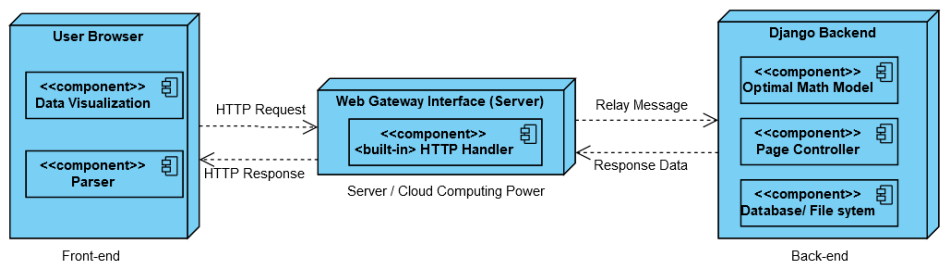 User Browser
<<component>>
Data Visualization
<<component>>
Parser
Front-end
HTTP Request
HTTP Response
Web Gateway Interface (Server)
<<component>>
<built-in> HTTP Handler
Server / Cloud Computing Power
Relay Message
Response Data
Django Backend
<<component>>
Optimal Math Model
<<component>>
Page Controller
<<component>>
Database/ File sytem
Back-end